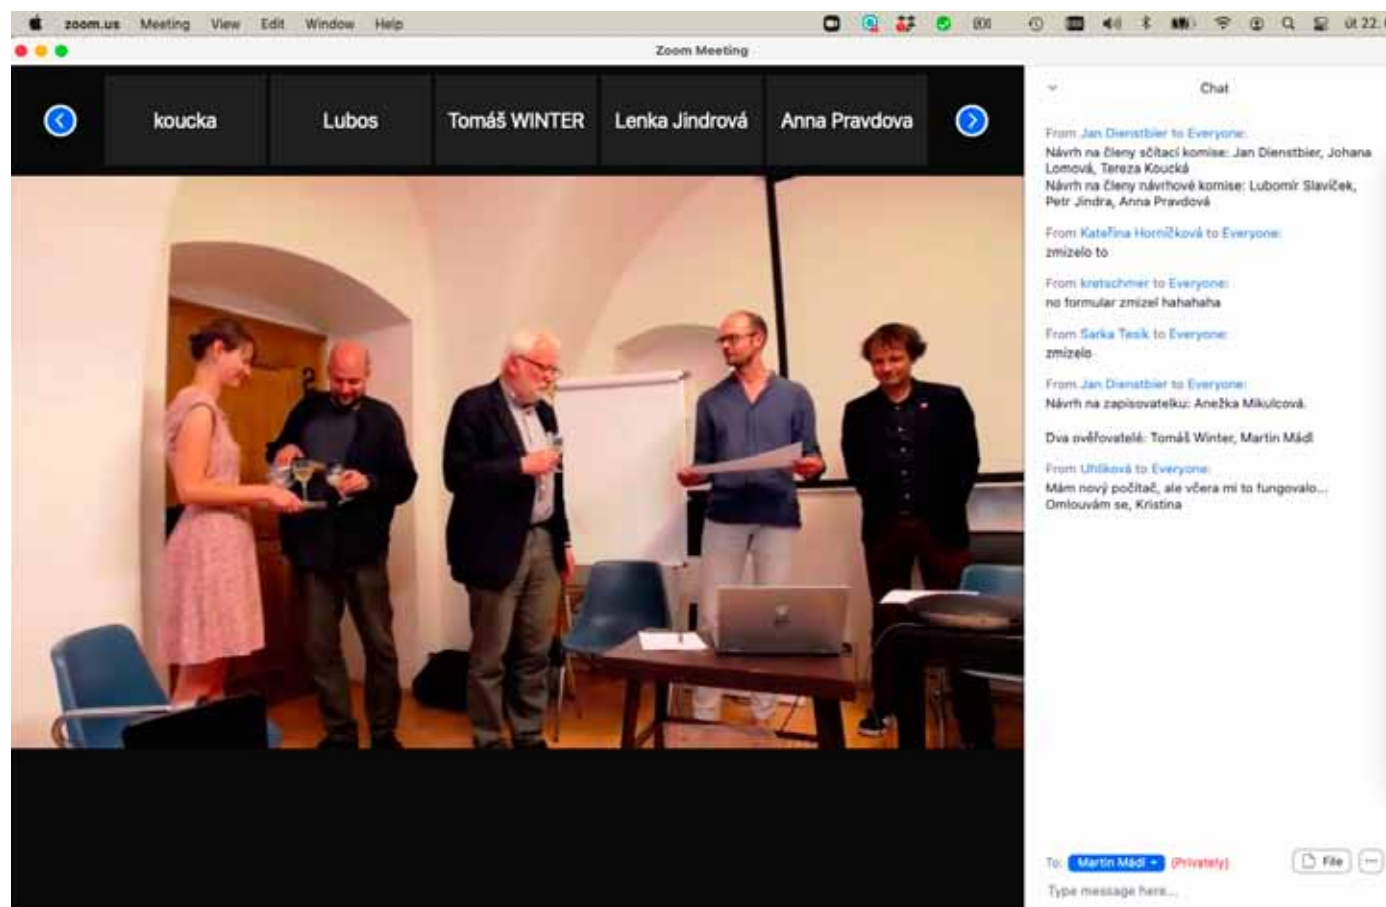 zoom.us Meeting View Edit Window Help
út 22.
Zoom Meeting
koucka
Lubos
Tomáš WINTER
Lenka Jindrová
Anna Pravdova
Chat
From Jan Dienstbier to Everyone:
Návrh na členy sčítací komise: Jan Dienstbier, Johana
Lomová, Tereza Koucká
Návrh na členy návrhové komise: Lubomír Slavíček,
Petr Jindra, Anna Pravdová
From Kateřina Horníčková to Everyone:
zmizelo to
From kretschmer to Everyone:
no formular zmizel hahahaha
From Sarka Tesik to Everyone:
zmizelo
From Jan Dienstbier to Everyone:
Návrh na zapisovatelku: Anežka Mikulcová.
Dva ověřovatelé: Tomáš Winter, Martin Mádl
From Uhlíková to Everyone:
Mám nový počítač, ale včera mi to fungovalo...
Omlouvám se, Kristina
To: Martin Mádl (Privately)
File
Type message here...